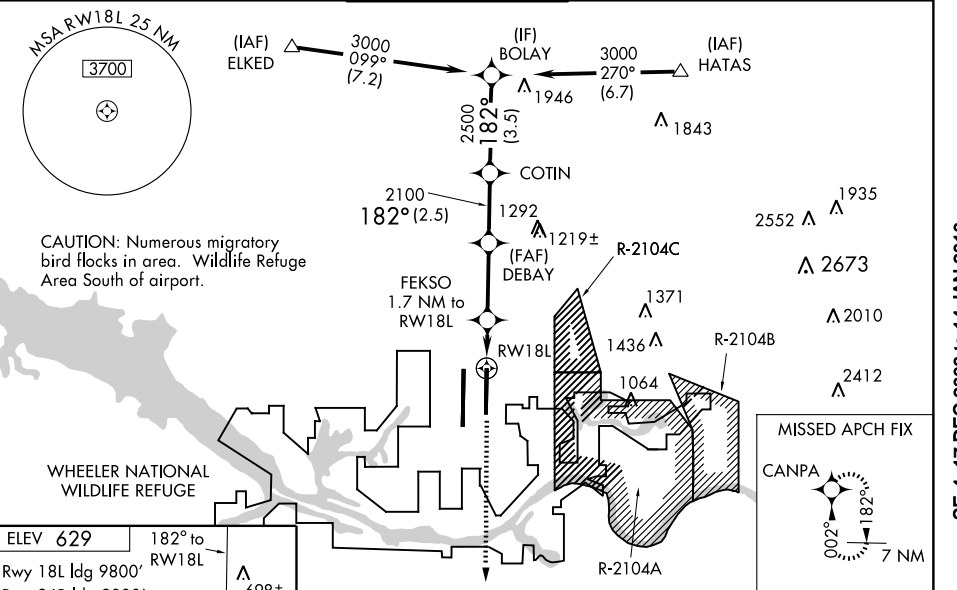 MSA RW18L 25 NM
3700
(IAF)
ELKED
3000
099°
(7.2)
(IF)
BOLAY
3000
270°
(6.7)
(IAF)
HATAS
1946
1843
2500
182°
(3.5)
COTIN
2100
182° (2.5)
1292
1219±
(FAF)
DEBAY
1935
2552
2673
2010
2412
CAUTION: Numerous migratory
bird flocks in area. Wildlife Refuge
Area South of airport.
FEKSO
1.7 NM to
RW18L
RW18L
R-2104C
1371
1436
R-2104B
1064
R-2104A
WHEELER NATIONAL
WILDLIFE REFUGE
MISSED APCH FIX
CANPA
002°
182°
7 NM
ELEV 629
182° to
RW18L
Rwy 18L ldg 9800'